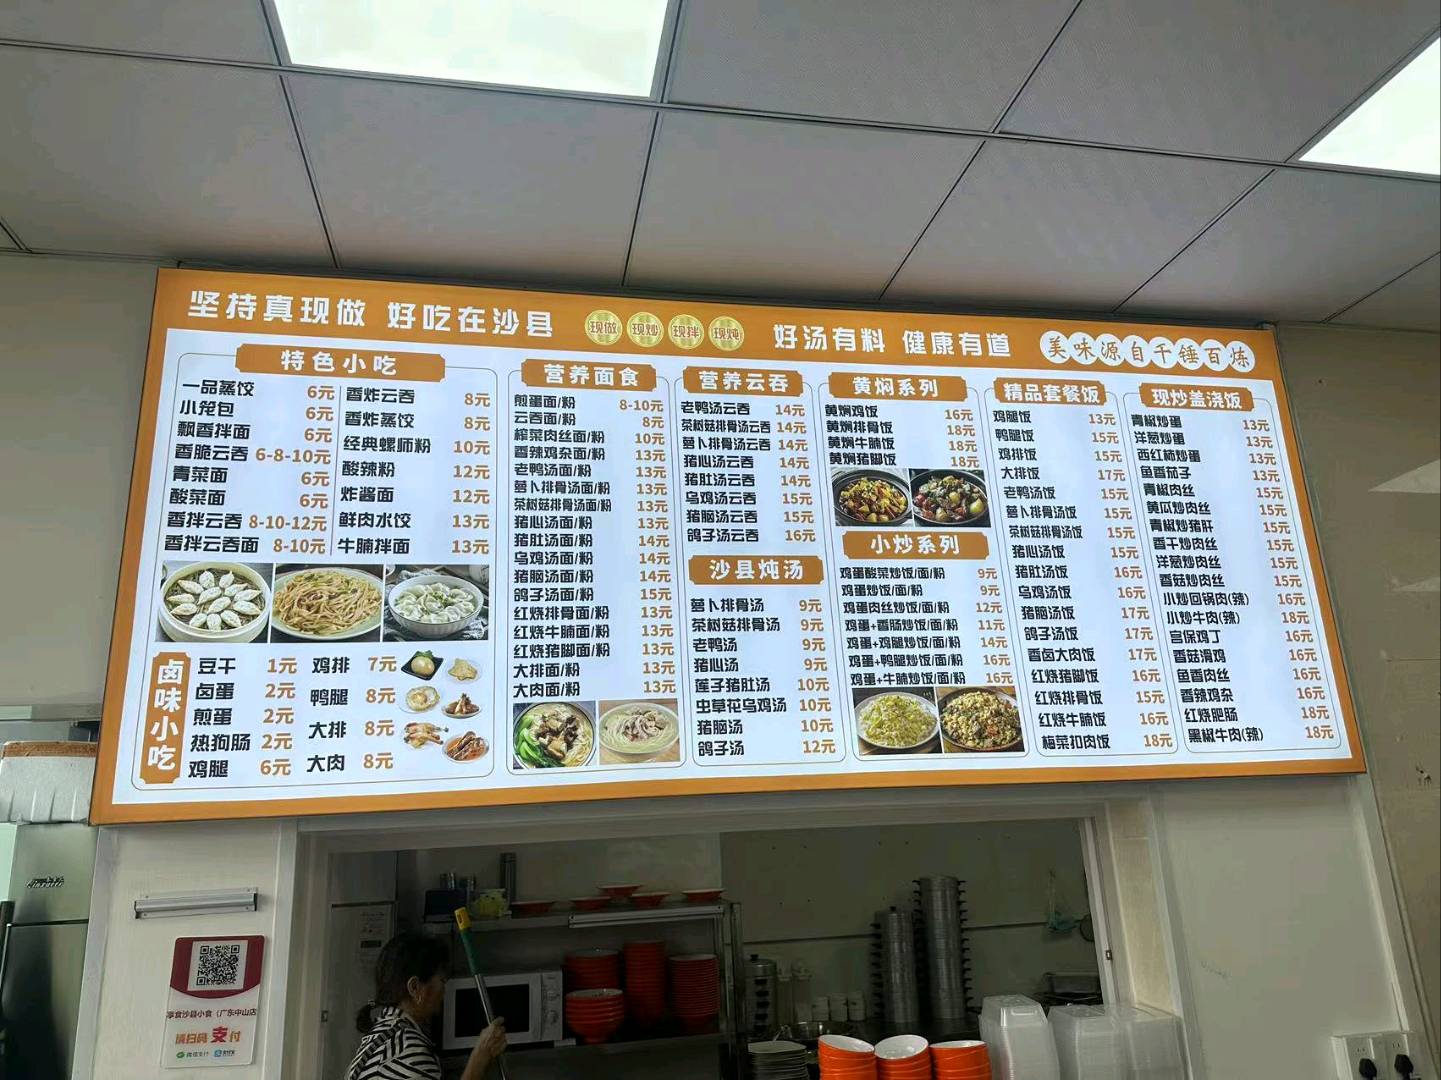 坚持真现做 好吃在沙县
现做 现炒 现拌 现炖
好汤有料 健康有道
美味源自千锤百炼
特色小吃
一品蒸饺 6元
小笼包 6元
飘香拌面 6元
香脆云吞 6-8-10元
青菜面 6元
酸菜面 6元
香拌云吞 8-10-12元
香拌云吞面 8-10元
香炸云吞 8元
香炸蒸饺 8元
经典螺师粉 10元
酸辣粉 12元
炸酱面 12元
鲜肉水饺 13元
牛腩拌面 13元
卤味小吃
豆干 1元
卤蛋 2元
煎蛋 2元
热狗肠 2元
鸡腿 6元
鸡排 7元
鸭腿 8元
大排 8元
大肉 8元
营养面食
煎蛋面/粉 8-10元
云吞面/粉 8元
榨菜肉丝面/粉 10元
香辣鸡杂面/粉 13元
老鸭汤面/粉 13元
萝卜排骨汤面/粉 13元
茶树菇排骨汤面/粉 13元
猪心汤面/粉 13元
猪肚汤面/粉 14元
乌鸡汤面/粉 14元
猪脑汤面/粉 14元
鸽子汤面/粉 15元
红烧排骨面/粉 13元
红烧牛腩面/粉 13元
红烧猪脚面/粉 13元
大排面/粉 13元
大肉面/粉 13元
营养云吞
老鸭汤云吞 14元
茶树菇排骨汤云吞 14元
萝卜排骨汤云吞 14元
猪心汤云吞 14元
猪肚汤云吞 14元
乌鸡汤云吞 15元
猪脑汤云吞 15元
鸽子汤云吞 16元
沙县炖汤
萝卜排骨汤 9元
茶树菇排骨汤 9元
老鸭汤 9元
猪心汤 9元
莲子猪肚汤 10元
虫草花乌鸡汤 10元
猪脑汤 10元
鸽子汤 12元
黄焖系列
黄焖鸡饭 16元
黄焖排骨饭 18元
黄焖牛腩饭 18元
黄焖猪脚饭 18元
小炒系列
鸡蛋酸菜炒饭/面/粉 9元
鸡蛋炒饭/面/粉 9元
鸡蛋肉丝炒饭/面/粉 12元
鸡蛋+香肠炒饭/面/粉 11元
鸡蛋+鸡腿炒饭/面/粉 14元
鸡蛋+鸭腿炒饭/面/粉 16元
鸡蛋+牛腩炒饭/面/粉 16元
精品套餐饭
鸡腿饭 13元
鸭腿饭 15元
鸡排饭 15元
大排饭 17元
老鸭汤饭 15元
萝卜排骨汤饭 15元
茶树菇排骨汤饭 15元
猪心汤饭 15元
猪肚汤饭 16元
乌鸡汤饭 16元
猪脑汤饭 17元
鸽子汤饭 17元
香卤大肉饭 17元
红烧猪脚饭 16元
红烧排骨饭 15元
红烧牛腩饭 16元
梅菜扣肉饭 18元
现炒盖浇饭
青椒炒蛋 13元
洋葱炒蛋 13元
西红柿炒蛋 13元
鱼香茄子 13元
青椒肉丝 15元
黄瓜炒肉丝 15元
青椒炒猪肝 15元
香干炒肉丝 15元
洋葱炒肉丝 15元
香菇炒肉丝 15元
小炒回锅肉(辣) 16元
小炒牛肉(辣) 18元
宫保鸡丁 16元
香菇滑鸡 16元
鱼香肉丝 16元
香辣鸡杂 16元
红烧肥肠 18元
黑椒牛肉(辣) 18元
享食沙县小食（广东中山店
请扫码 支付
微信支付 支付宝